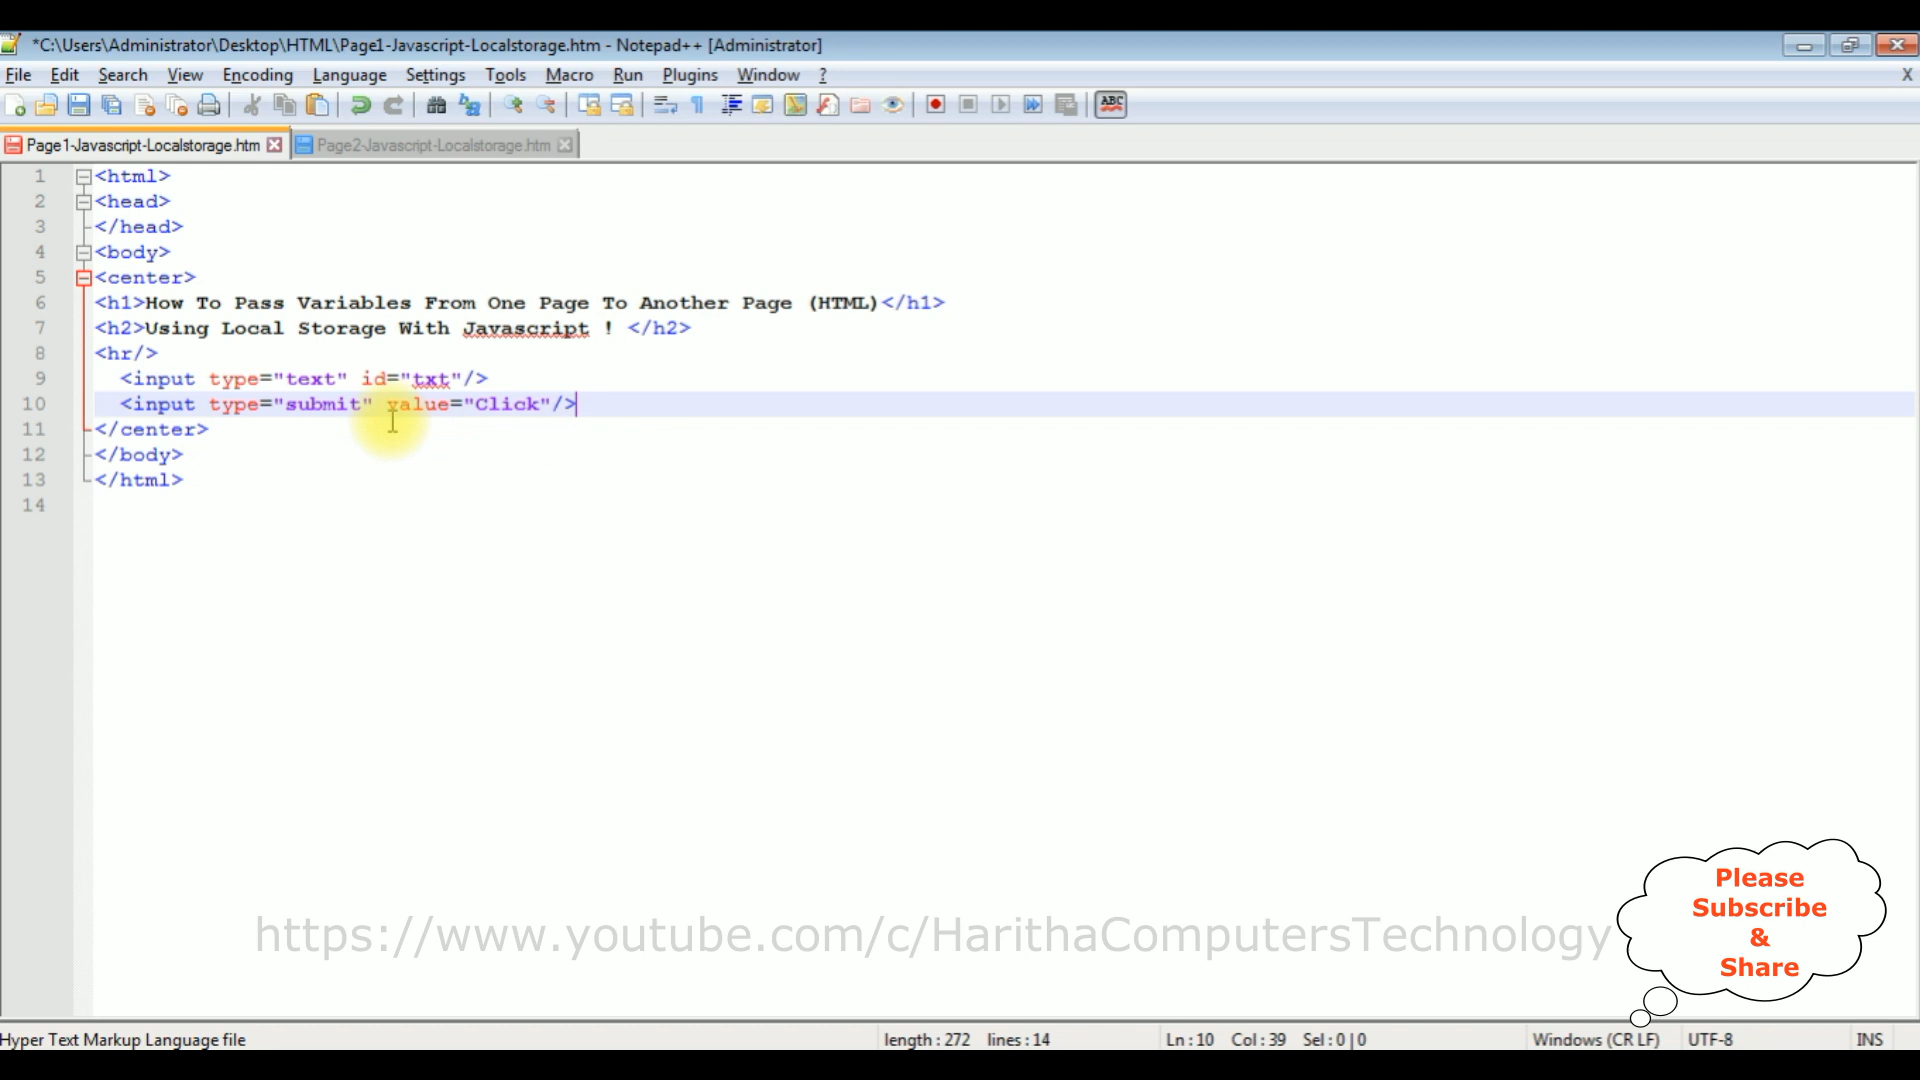 *C:\Users\Administrator\Desktop\HTML\Page1-Javascript-Localstorage.htm - Notepad++ [Administrator]
File Edit Search View Encoding Language Settings Tools Macro Run Plugins Window ? X
ABC
Page1-Javascript-Localstorage.htm Page2-Javascript-Localstorage.htm
1 <html>
2 <head>
3 </head>
4 <body>
5 <center>
6 <h1>How To Pass Variables From One Page To Another Page (HTML)</h1>
7 <h2>Using Local Storage With Javascript ! </h2>
8 <hr/>
9 <input type="text" id="txt"/>
10 <input type="submit" value="Click"/>
11 </center>
12 </body>
13 </html>
14
Please
Subscribe
&
Share
https://www.youtube.com/c/HarithaComputersTechnology
Hyper Text Markup Language file length : 272 lines : 14 Ln : 10 Col : 39 Sel : 0 | 0 Windows (CR LF) UTF-8 INS